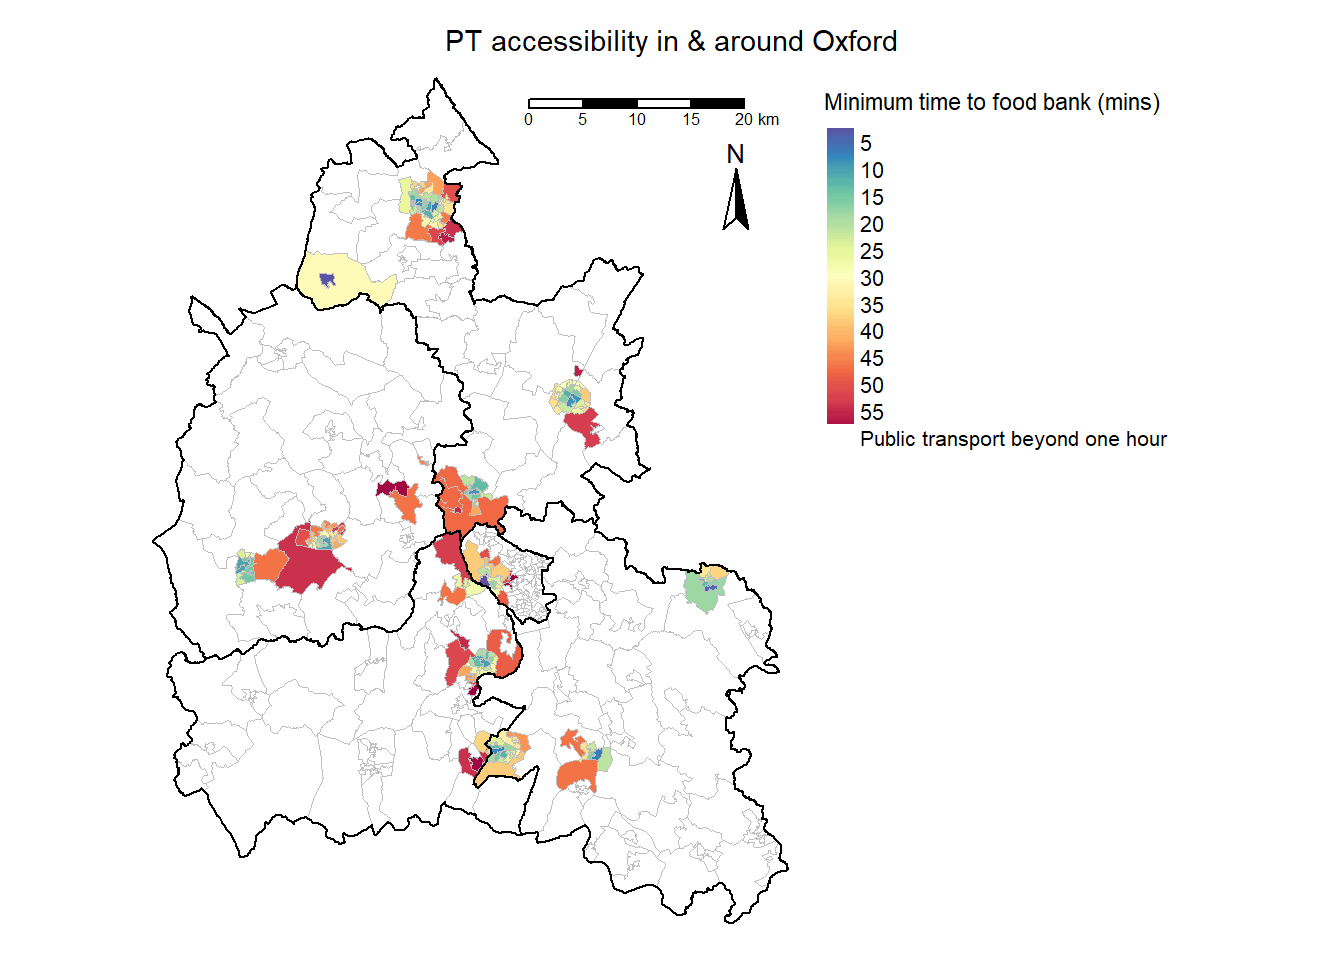 PT accessibility in & around Oxford
0 5 10 15 20 km
N
Minimum time to food bank (mins)
5
10
15
20
25
30
35
40
45
50
55
Public transport beyond one hour